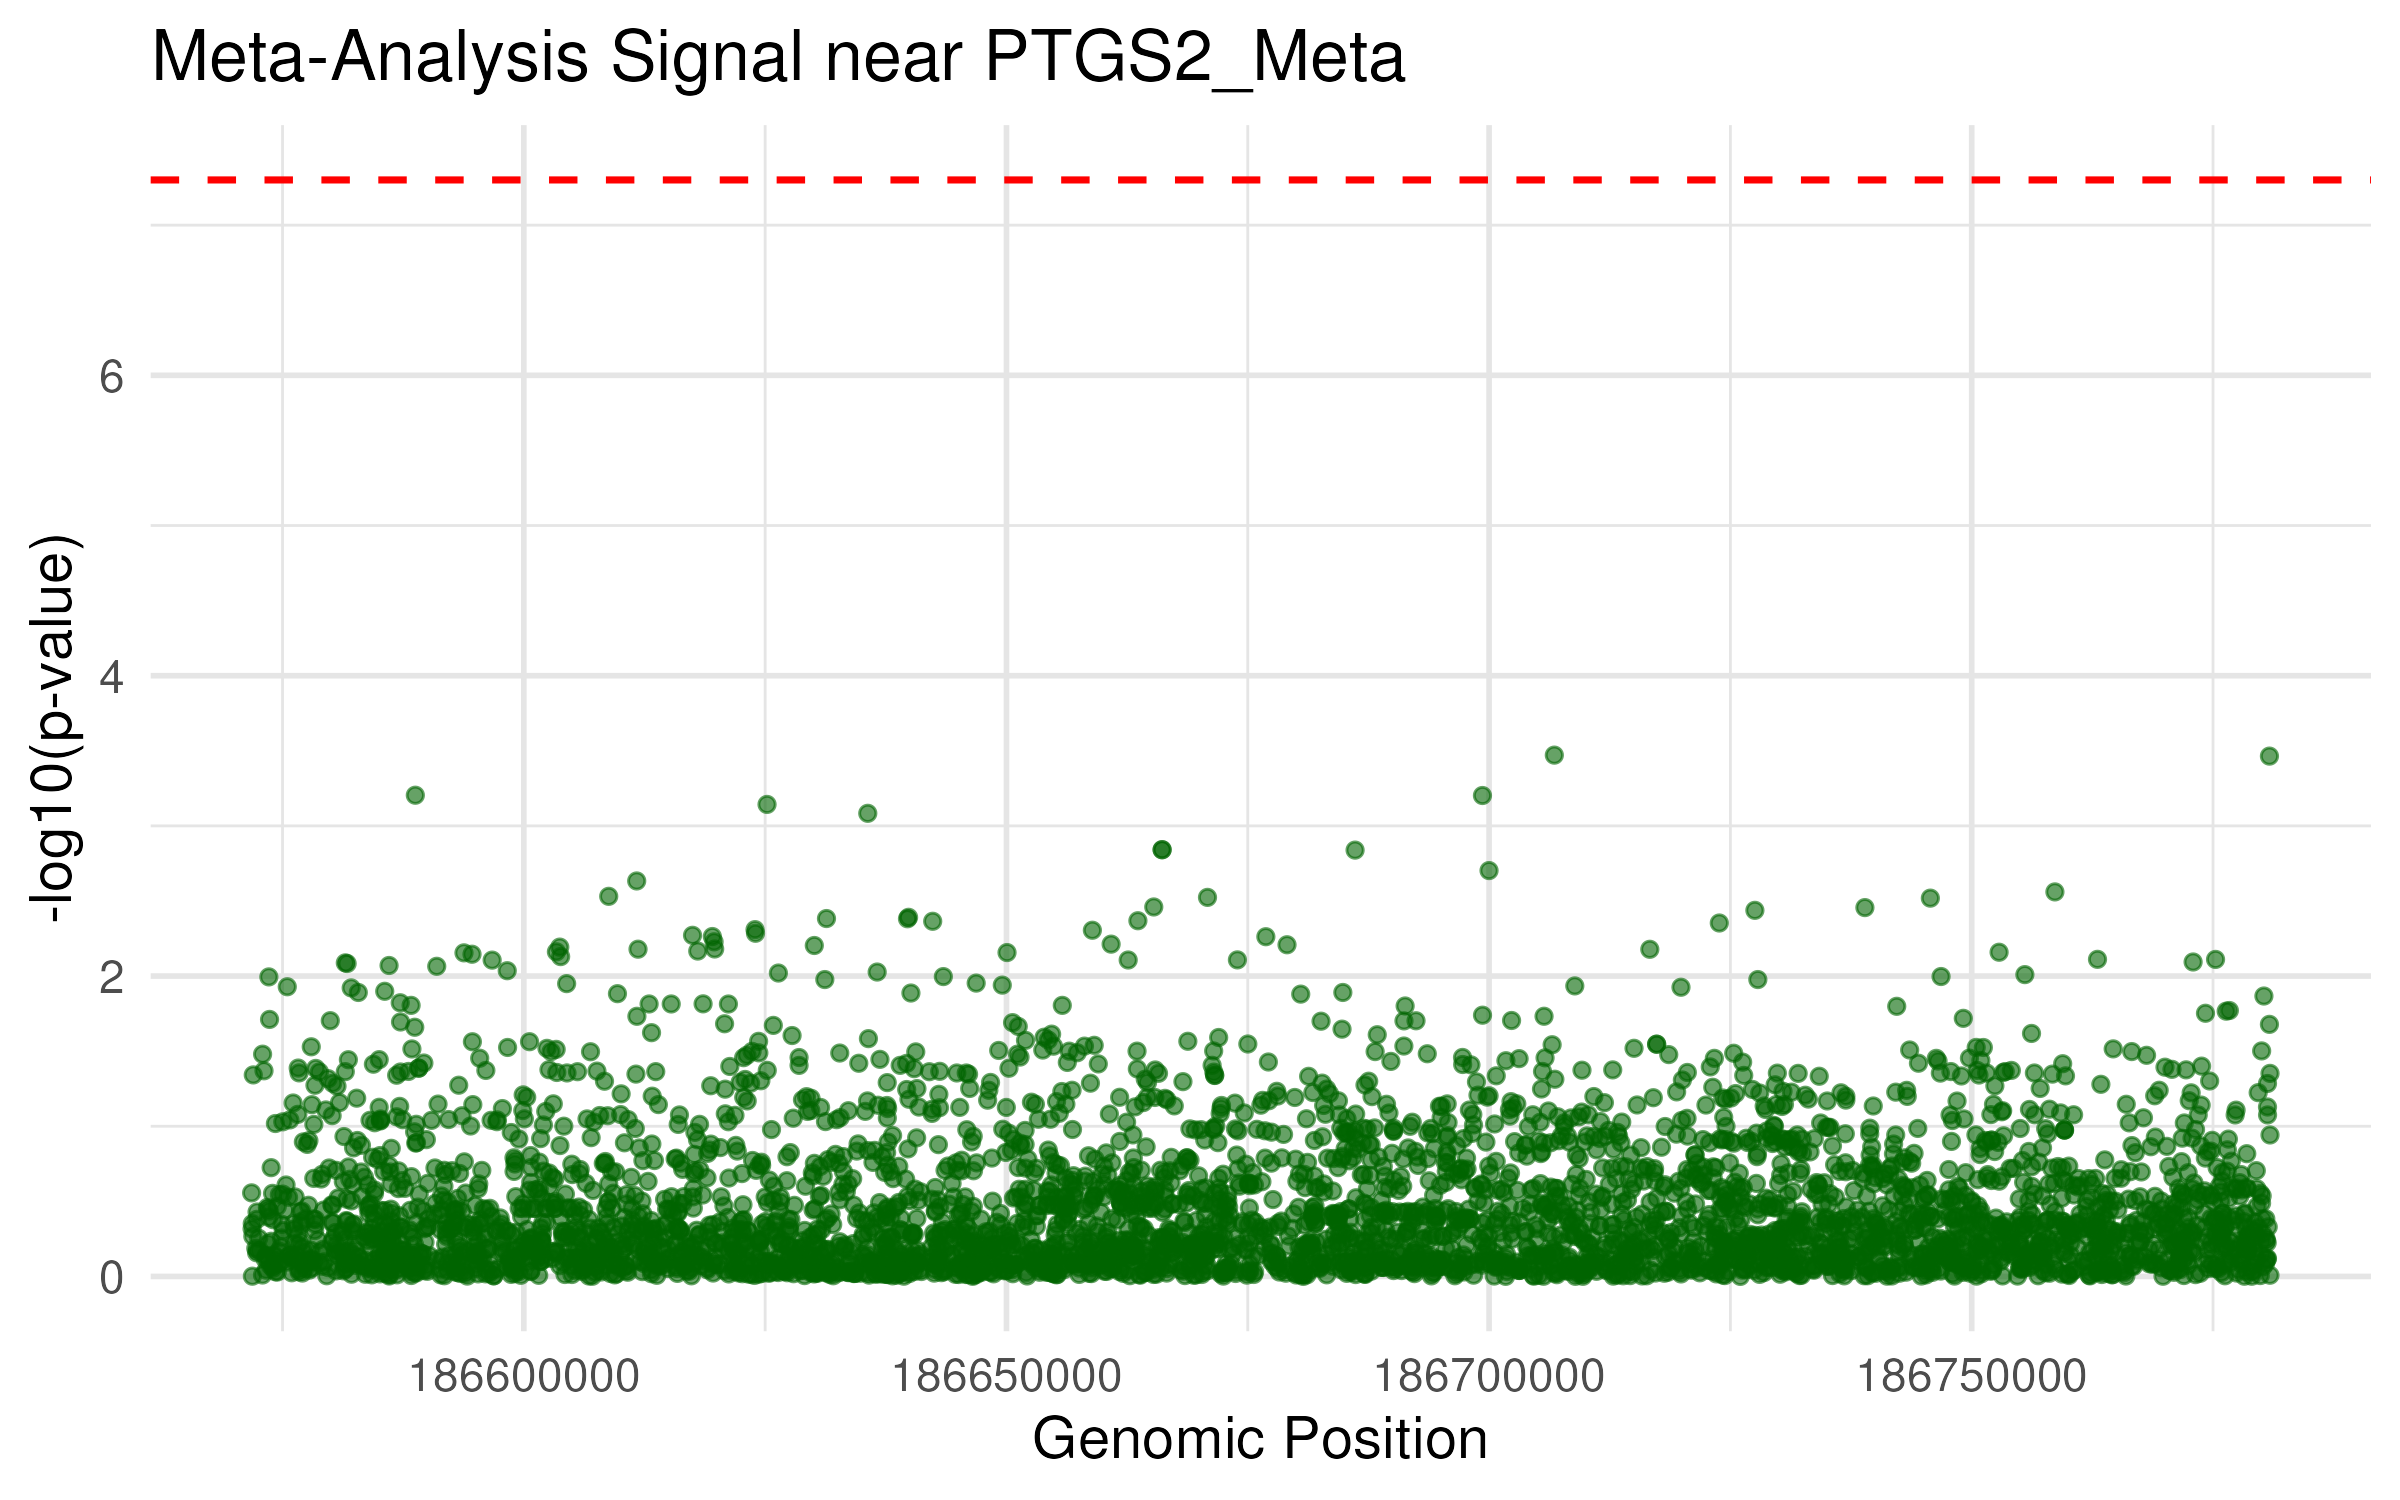 Meta-Analysis Signal near PTGS2_Meta
-log10(p-value)
6
4
2
0
186600000 186650000 186700000 186750000
Genomic Position